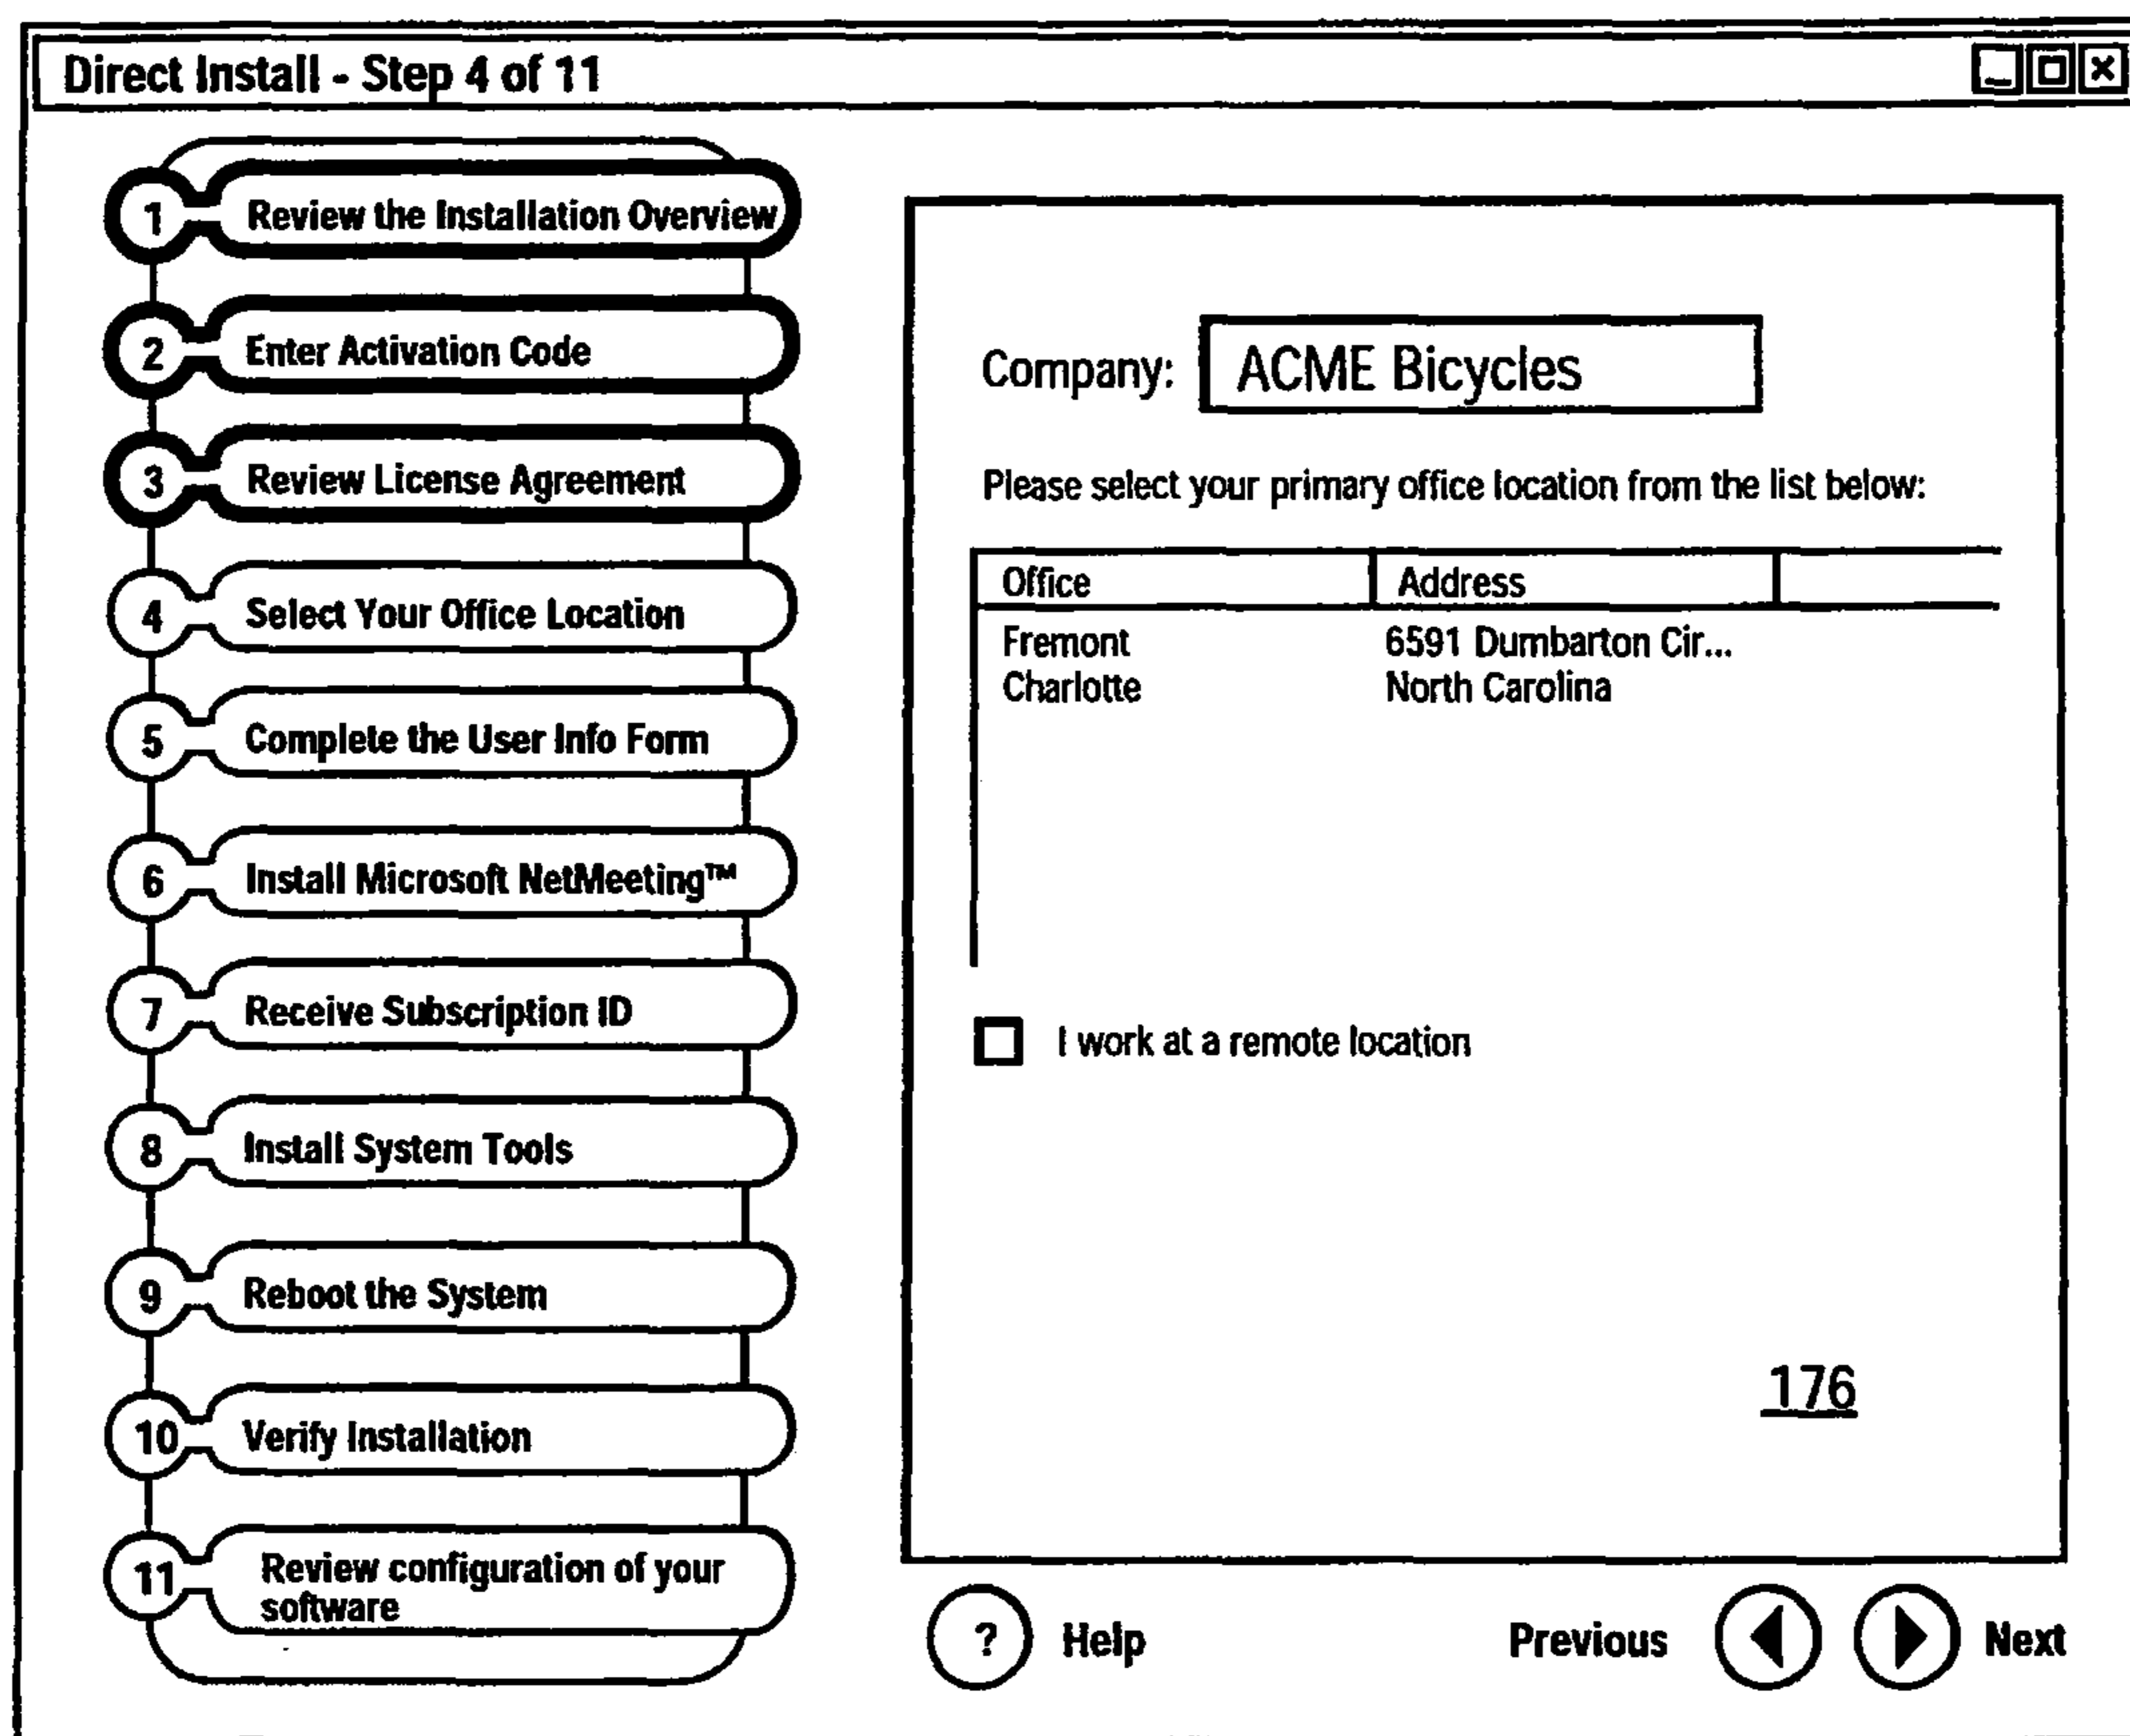 Direct Install - Step 4 of 11
1 Review the Installation Overview
2 Enter Activation Code
3 Review License Agreement
4 Select Your Office Location
5 Complete the User Info Form
6 Install Microsoft NetMeeting™
7 Receive Subscription ID
8 Install System Tools
9 Reboot the System
10 Verify Installation
11 Review configuration of your
software
Company: ACME Bicycles
Please select your primary office location from the list below:
Office Address
Fremont 6591 Dumbarton Cir...
Charlotte North Carolina
I work at a remote location
176
? Help Previous Next